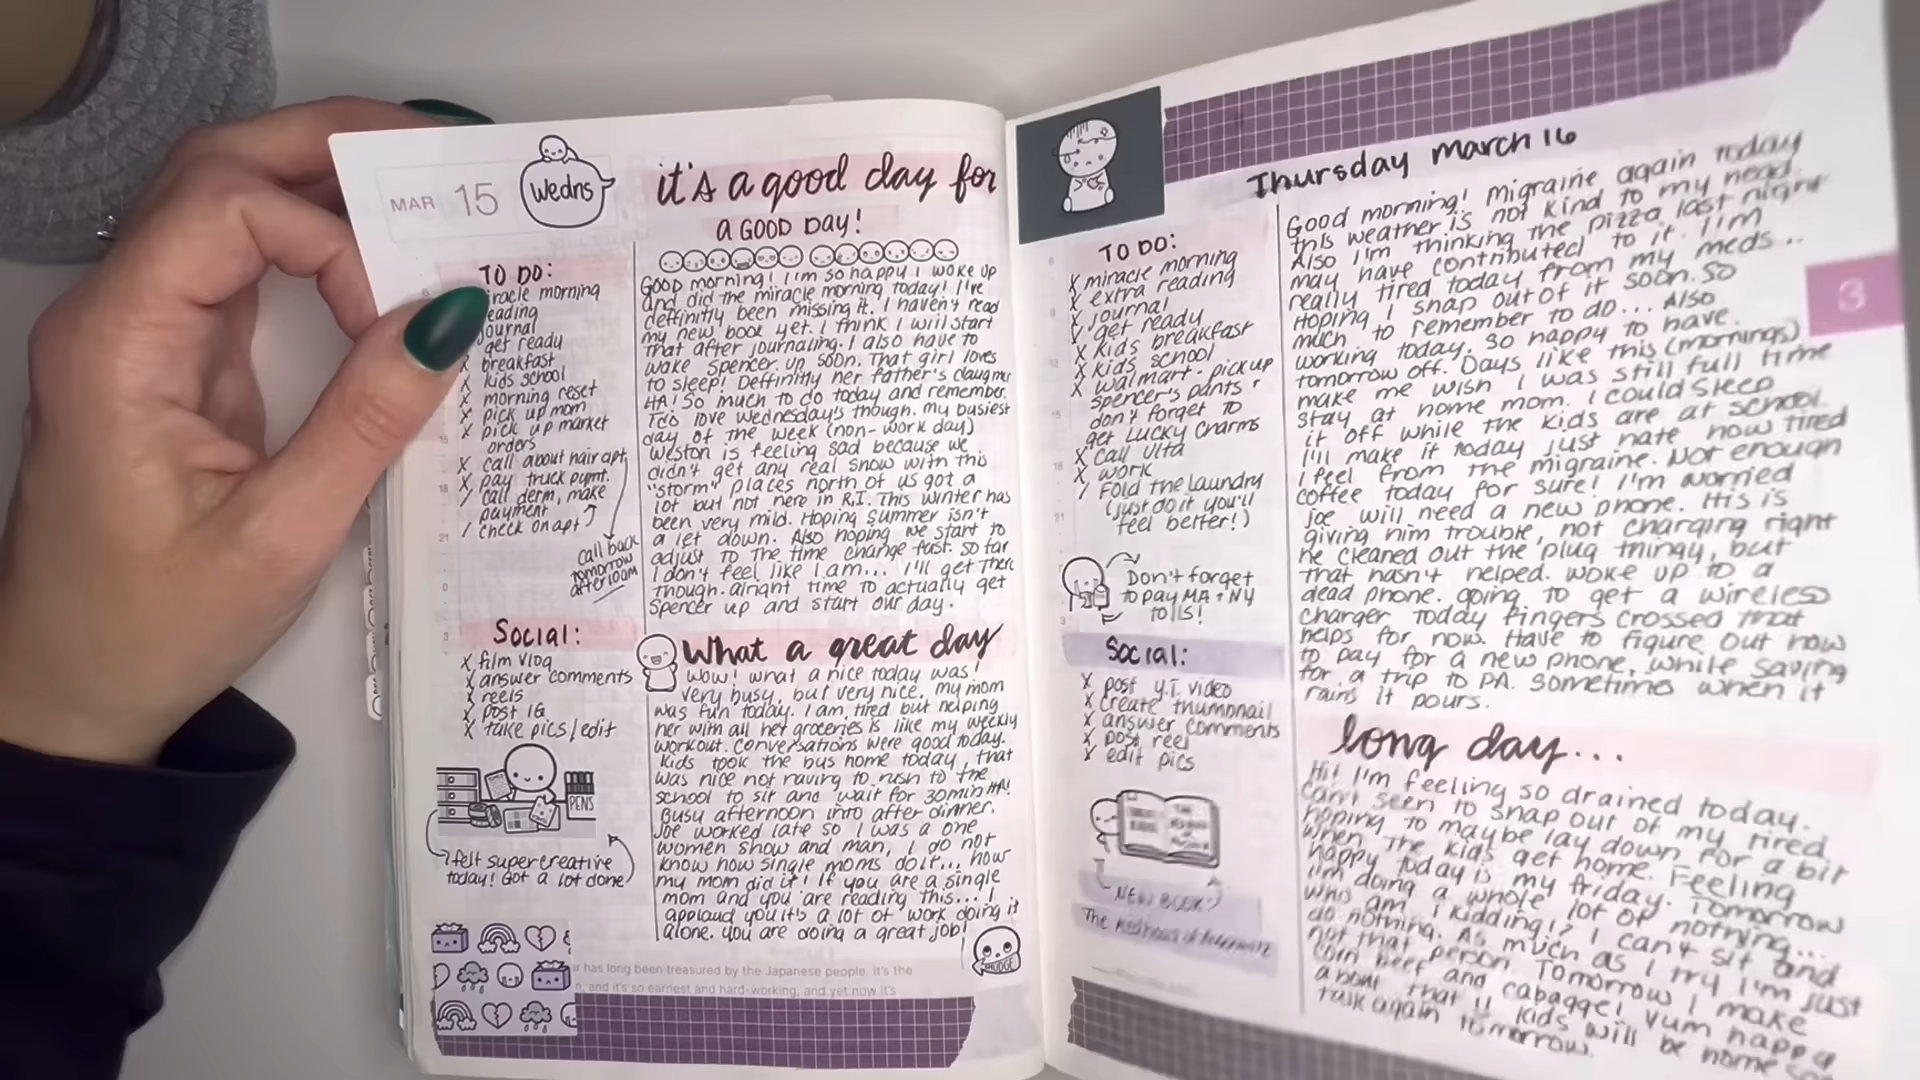 MAR 15
Wedns
it's a good day for
a GOOD DAY!
TO DO:
iracle morning
eading
journal
get ready
x breakfast
x kids school
x morning reset
x pick up mom
x pick up market
orders
x call about hair apt
x pay truck pymt.
/ call derm, make
payment
/ check on apt
call back
tomorrow
after 10am
Social:
x film vlog
x answer comments
x reels
x post IG
x take pics/edit
PENS
I felt super creative
today! Got a lot done
Good morning! I'm so happy I woke up
and did the miracle morning today! I've
deffinitly been missing it. I haven't read
my new book yet. I think I will start
that after journaling. I also have to
wake Spencer up soon. That girl loves
to sleep! Deffinitly her father's daughter
HA! So much to do today and remember.
I do love Wednesday's though. my busiest
day of the week (non-work day)
Weston is feeling sad because we
didn't get any real snow with this
"storm" places north of us got a
lot but not here in R.I. This winter has
been very mild. Hoping Summer isn't
a let down. Also hoping we start to
adjust to the time change fast. so far
I don't feel like I am... I'll get there
though. alright time to actually get
Spencer up and start our day.
What a great day
Wow! what a nice today was!
Very busy, but very nice. my mom
was fun today. I am tired but helping
her with all her groceries is like my weekly
workout. Conversations were good today.
Kids took the bus home today, that
was nice not having to rush to the
school to sit and wait for 30min HA!
Busy afternoon into after dinner.
Joe worked late so I was a one
women show and man, I do not
know how single moms do it... how
my mom did it! If you are a single
mom and you are reading this... I
applaud you it's a lot of work doing it
alone. you are doing a great job!
ar has long been treasured by the Japanese people. It's the
n, and it's so earnest and hard-working, and yet now it's
Thursday march 16
3
TO DO:
x miracle morning
x extra reading
x journal
x get ready
x kids breakfast
x kids school
x walmart - pickup
spencer's pants +
don't forget to
get Lucky Charms
x call Ulta
x work
/ Fold the laundry
(just do it you'll
feel better!)
Don't forget
to pay MA + NY
tolls!
Social:
x post y.t. video
x create thumbnail
x answer comments
x post reel
x edit pics
NEW BOOK?
The
Good morning! Migraine again today
this weather is not kind to my head.
Also I'm thinking the pizza last night
may have contributed to it. I'm
really tired today from my meds...
Hoping I snap out of it soon. So
much to remember to do... Also
working today. So happy to have
tomorrow off. Days like this (mornings)
make me wish I was still full time
stay at home mom. I could sleep
it off while the kids are at school.
I'll make it today just hate how tired
I feel from the migraine. Not enough
coffee today for sure! I'm worried
joe will need a new phone. His is
giving him trouble, not charging right
he cleaned out the plug thingy, but
that hasn't helped. woke up to a
dead phone. going to get a wireless
charger today fingers crossed that
helps for now. Have to figure out how
to pay for a new phone, while saving
for a trip to PA. Sometimes when it
rains it pours.
long day...
Hi! I'm feeling so drained today.
Can't seen to snap out of my tired.
hoping to maybe lay down for a bit
when the kids get home. Feeling
happy today is my friday. Tomorrow
I'm doing a whole lot of nothing...
who am I kidding!? I can't sit and
do nothing. As much as I try I'm just
not that person. Tomorrow I make
corn beef and cabagge! Yum happy
about that!! kids will be home
talk again tomorrow.